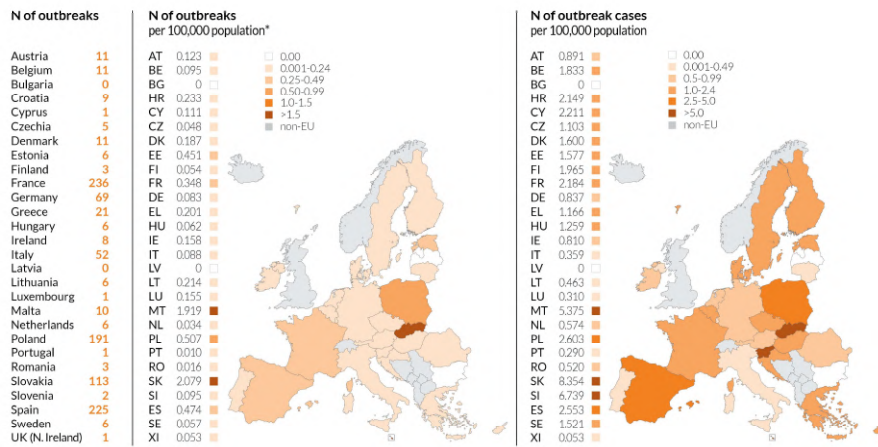 N of outbreaks
Austria 11
Belgium 11
Bulgaria 0
Croatia 9
Cyprus 1
Czechia 5
Denmark 11
Estonia 6
Finland 3
France 236
Germany 69
Greece 21
Hungary 6
Ireland 8
Italy 52
Latvia 0
Lithuania 6
Luxembourg 1
Malta 10
Netherlands 6
Poland 191
Portugal 1
Romania 3
Slovakia 113
Slovenia 2
Spain 225
Sweden 6
UK (N. Ireland) 1
N of outbreaks
per 100,000 population*
AT 0.123
BE 0.095
BG 0
HR 0.233
CY 0.111
CZ 0.048
DK 0.187
EE 0.451
FI 0.054
FR 0.348
DE 0.083
EL 0.201
HU 0.062
IE 0.158
IT 0.088
LV 0
LT 0.214
LU 0.155
MT 1.919
NL 0.034
PL 0.507
PT 0.010
RO 0.016
SK 2.079
SI 0.095
ES 0.474
SE 0.057
XI 0.053
0.00
0.001-0.24
0.25-0.49
0.50-0.99
1.0-1.5
>1.5
non-EU
N of outbreak cases
per 100,000 population
AT 0.891
BE 1.833
BG 0
HR 2.149
CY 2.211
CZ 1.103
DK 1.600
EE 1.577
FI 1.965
FR 2.184
DE 0.837
EL 1.166
HU 1.259
IE 0.810
IT 0.359
LV 0
LT 0.463
LU 0.310
MT 5.375
NL 0.574
PL 2.603
PT 0.290
RO 0.520
SK 8.354
SI 6.739
ES 2.553
SE 1.521
XI 0.053
0.00
0.001-0.49
0.5-0.99
1.0-2.4
2.5-5.0
>5.0
non-EU